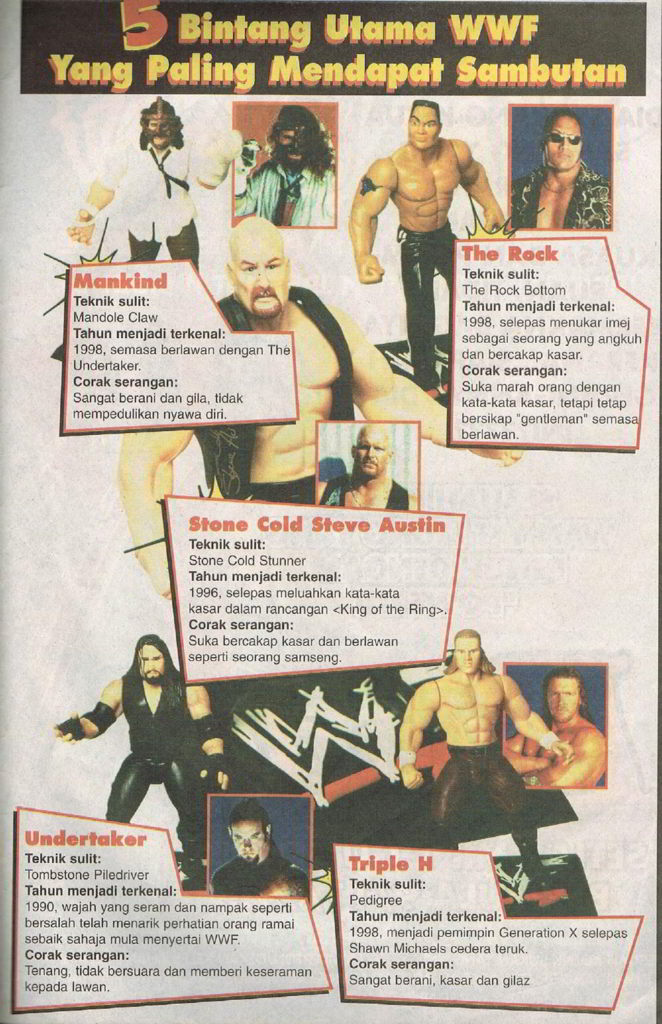 5 Bintang Utama WWF
Yang Paling Mendapat Sambutan
Mankind
Teknik sulit:
Mandole Claw
Tahun menjadi terkenal:
1998, semasa berlawan dengan The
Undertaker.
Corak serangan:
Sangat berani dan gila, tidak
mempedulikan nyawa diri.
The Rock
Teknik sulit:
The Rock Bottom
Tahun menjadi terkenal:
1998, selepas menukar imej
sebagai seorang yang angkuh
dan bercakap kasar.
Corak serangan:
Suka marah orang dengan
kata-kata kasar, tetapi tetap
bersikap "gentleman" semasa
berlawan.
Stone Cold Steve Austin
Teknik sulit:
Stone Cold Stunner
Tahun menjadi terkenal:
1996, selepas meluahkan kata-kata
kasar dalam rancangan <King of the Ring>.
Corak serangan:
Suka bercakap kasar dan berlawan
seperti seorang samseng.
Undertaker
Teknik sulit:
Tombstone Piledriver
Tahun menjadi terkenal:
1990, wajah yang seram dan nampak seperti
bersalah telah menarik perhatian orang ramai
sebaik sahaja mula menyertai WWF.
Corak serangan:
Tenang, tidak bersuara dan memberi keseraman
kepada lawan.
Triple H
Teknik sulit:
Pedigree
Tahun menjadi terkenal:
1998, menjadi pemimpin Generation X selepas
Shawn Michaels cedera teruk.
Corak serangan:
Sangat berani, kasar dan gilaz